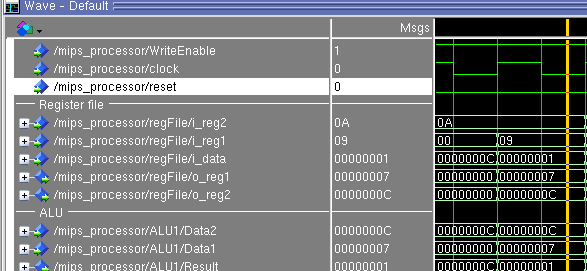 Wave - Default
Msgs
/mips_processor/WriteEnable 1
/mips_processor/clock 0
/mips_processor/reset 0
Register file
/mips_processor/regFile/i_reg2 0A 0A
/mips_processor/regFile/i_reg1 09 00 09
/mips_processor/regFile/i_data 00000001 0000000C 00000001
/mips_processor/regFile/o_reg1 00000007 00000000 00000007
/mips_processor/regFile/o_reg2 0000000C 0000000C 0000000C
ALU
/mips_processor/ALU1/Data2 0000000C 0000000C 0000000C
/mips_processor/ALU1/Data1 00000007 00000000 00000007
/mips_processor/ALU1/Result 00000001 0000000C 00000001